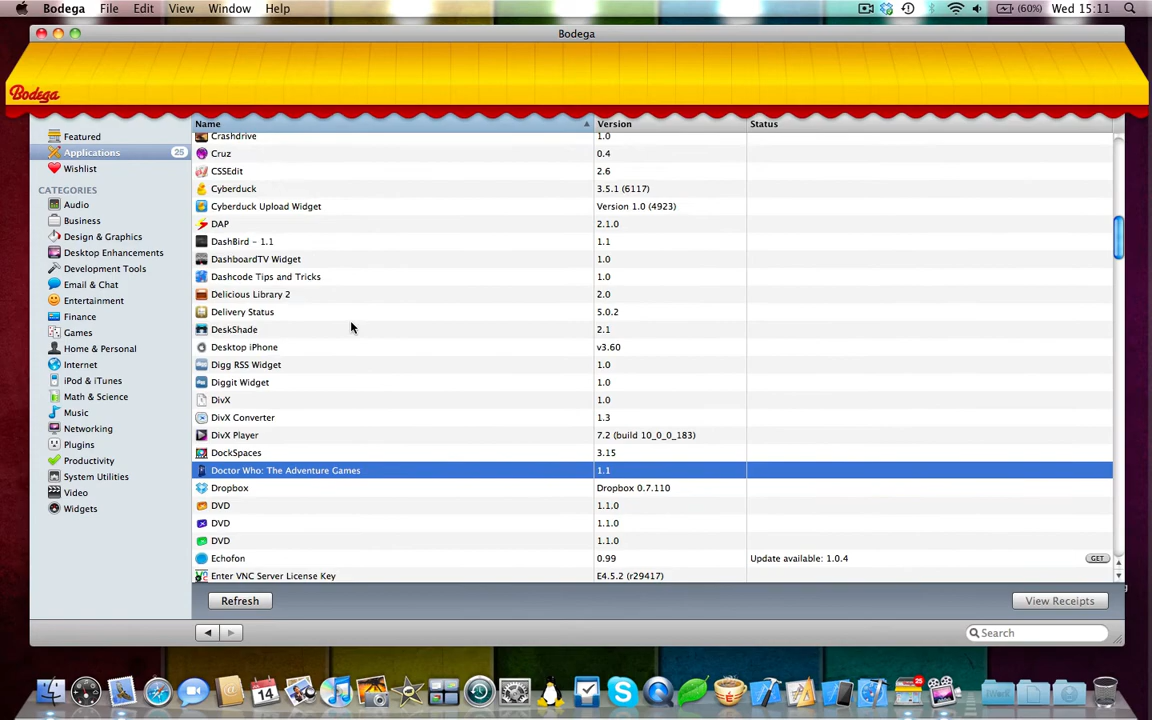 Bodega File Edit View Window Help (60%) Wed 15:11
Bodega
Bodega
Name Version Status
Featured
Applications 25
Wishlist
CATEGORIES
Audio
Business
Design & Graphics
Desktop Enhancements
Development Tools
Email & Chat
Entertainment
Finance
Games
Home & Personal
Internet
iPod & iTunes
Math & Science
Music
Networking
Plugins
Productivity
System Utilities
Video
Widgets
Crashdrive 1.0
Cruz 0.4
CSSEdit 2.6
Cyberduck 3.5.1 (6117)
Cyberduck Upload Widget Version 1.0 (4923)
DAP 2.1.0
DashBird - 1.1 1.1
DashboardTV Widget 1.0
Dashcode Tips and Tricks 1.0
Delicious Library 2 2.0
Delivery Status 5.0.2
DeskShade 2.1
Desktop iPhone v3.60
Digg RSS Widget 1.0
Diggit Widget 1.0
DivX 1.0
DivX Converter 1.3
DivX Player 7.2 (build 10_0_0_183)
DockSpaces 3.15
Doctor Who: The Adventure Games 1.1
Dropbox Dropbox 0.7.110
DVD 1.1.0
DVD 1.1.0
DVD 1.1.0
Echofon 0.99 Update available: 1.0.4 GET
Enter VNC Server License Key E4.5.2 (r29417)
Refresh View Receipts
Search
14
25